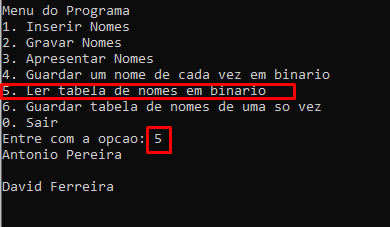 Menu do Programa
1. Inserir Nomes
2. Gravar Nomes
3. Apresentar Nomes
4. Guardar um nome de cada vez em binario
5. Ler tabela de nomes em binario
6. Guardar tabela de nomes de uma so vez
0. Sair
Entre com a opcao: 5
Antonio Pereira
David Ferreira